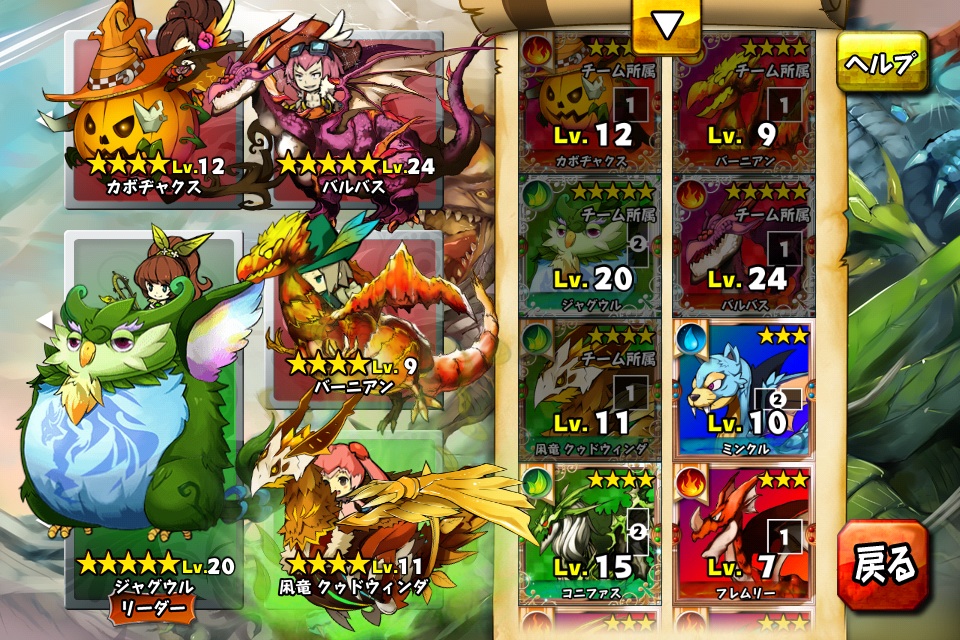 ★★★★Lv.12
カボチャクス
★★★★★Lv.24
バルバス
★★★★Lv. 9
バーニアン
★★★★★Lv.20
ジャグウル
リーダー
★★★★Lv.11
凩竜 クゥドウィンダ
★★★★
チーム所属
1
Lv. 12
カボチャクス
★★★★
チーム所属
1
Lv. 9
バーニアン
★★★★★
チーム所属
2
Lv. 20
ジャグウル
★★★★★
チーム所属
1
Lv. 24
バルバス
★★★★
チーム所属
1
Lv. 11
凩竜 クゥドウィンダ
★★★
2
Lv. 10
ミンクル
★★★★
2
Lv. 15
コニファス
★★★
1
Lv. 7
フレムリー
ヘルプ
戻る